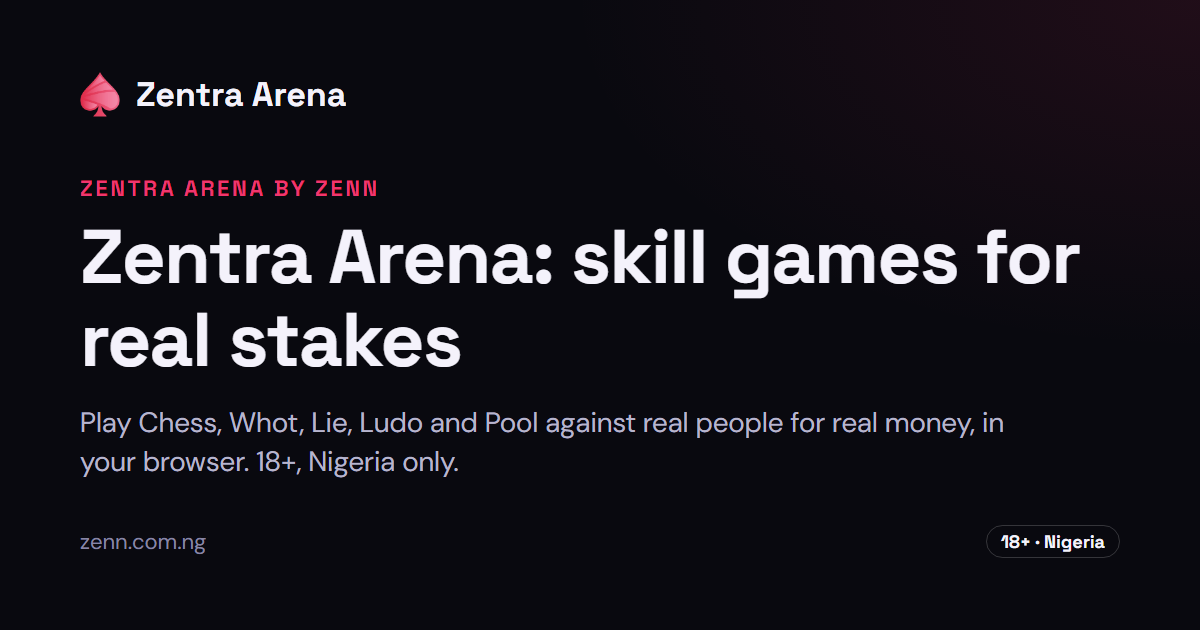 Zentra Arena
ZENTRA ARENA BY ZENN
Zentra Arena: skill games for
real stakes
Play Chess, Whot, Lie, Ludo and Pool against real people for real money, in
your browser. 18+, Nigeria only.
zenn.com.ng
18+ · Nigeria